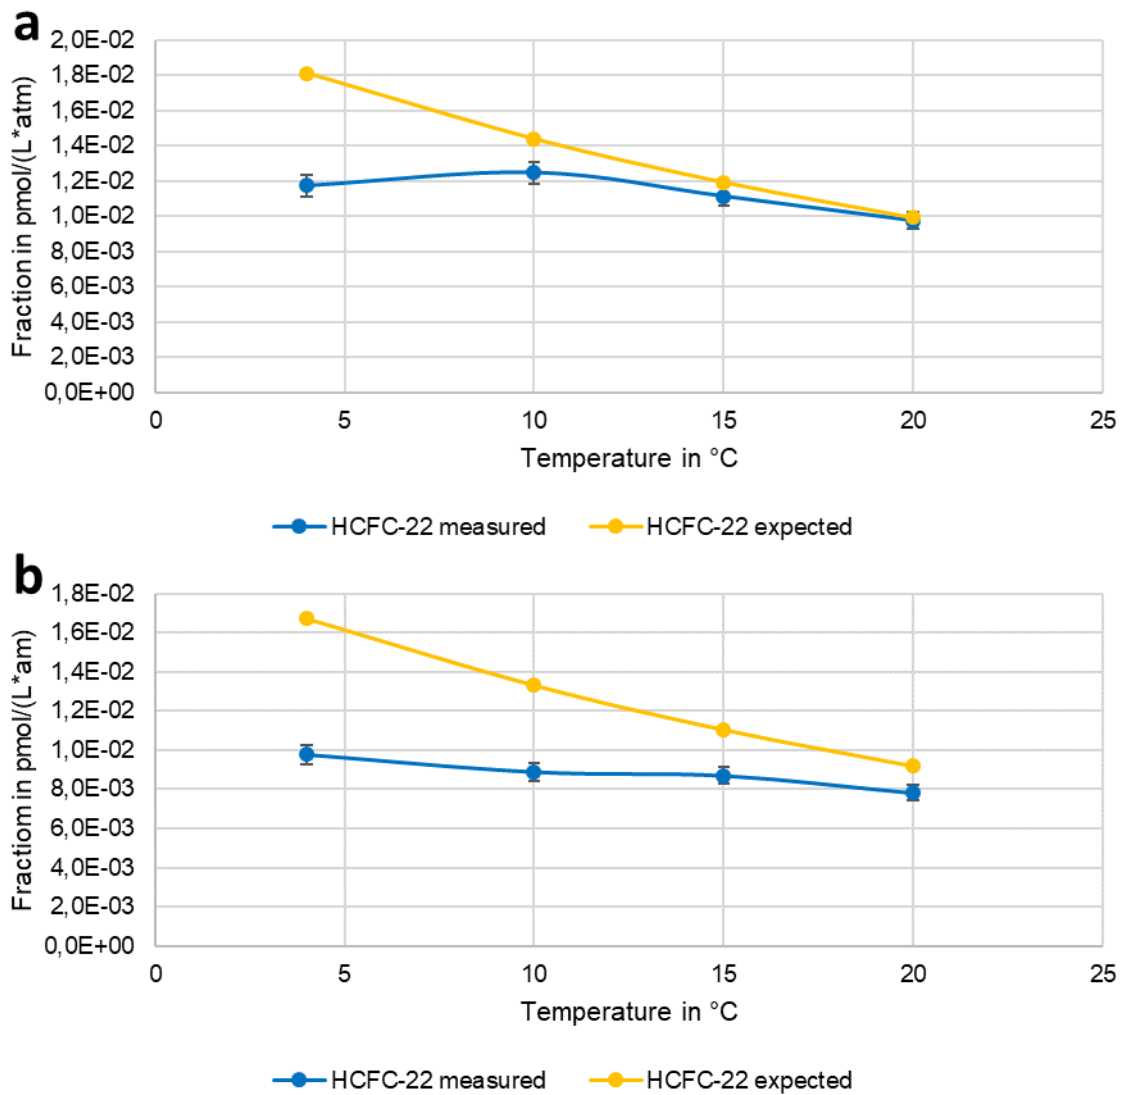 a
Fraction in pmol/(L*atm)
2,0E-02
1,8E-02
1,6E-02
1,4E-02
1,2E-02
1,0E-02
8,0E-03
6,0E-03
4,0E-03
2,0E-03
0,0E+00
0 5 10 15 20 25
Temperature in °C
HCFC-22 measured HCFC-22 expected
b
Fractiom in pmol/(L*am)
1,8E-02
1,6E-02
1,4E-02
1,2E-02
1,0E-02
8,0E-03
6,0E-03
4,0E-03
2,0E-03
0,0E+00
0 5 10 15 20 25
Temperature in °C
HCFC-22 measured HCFC-22 expected